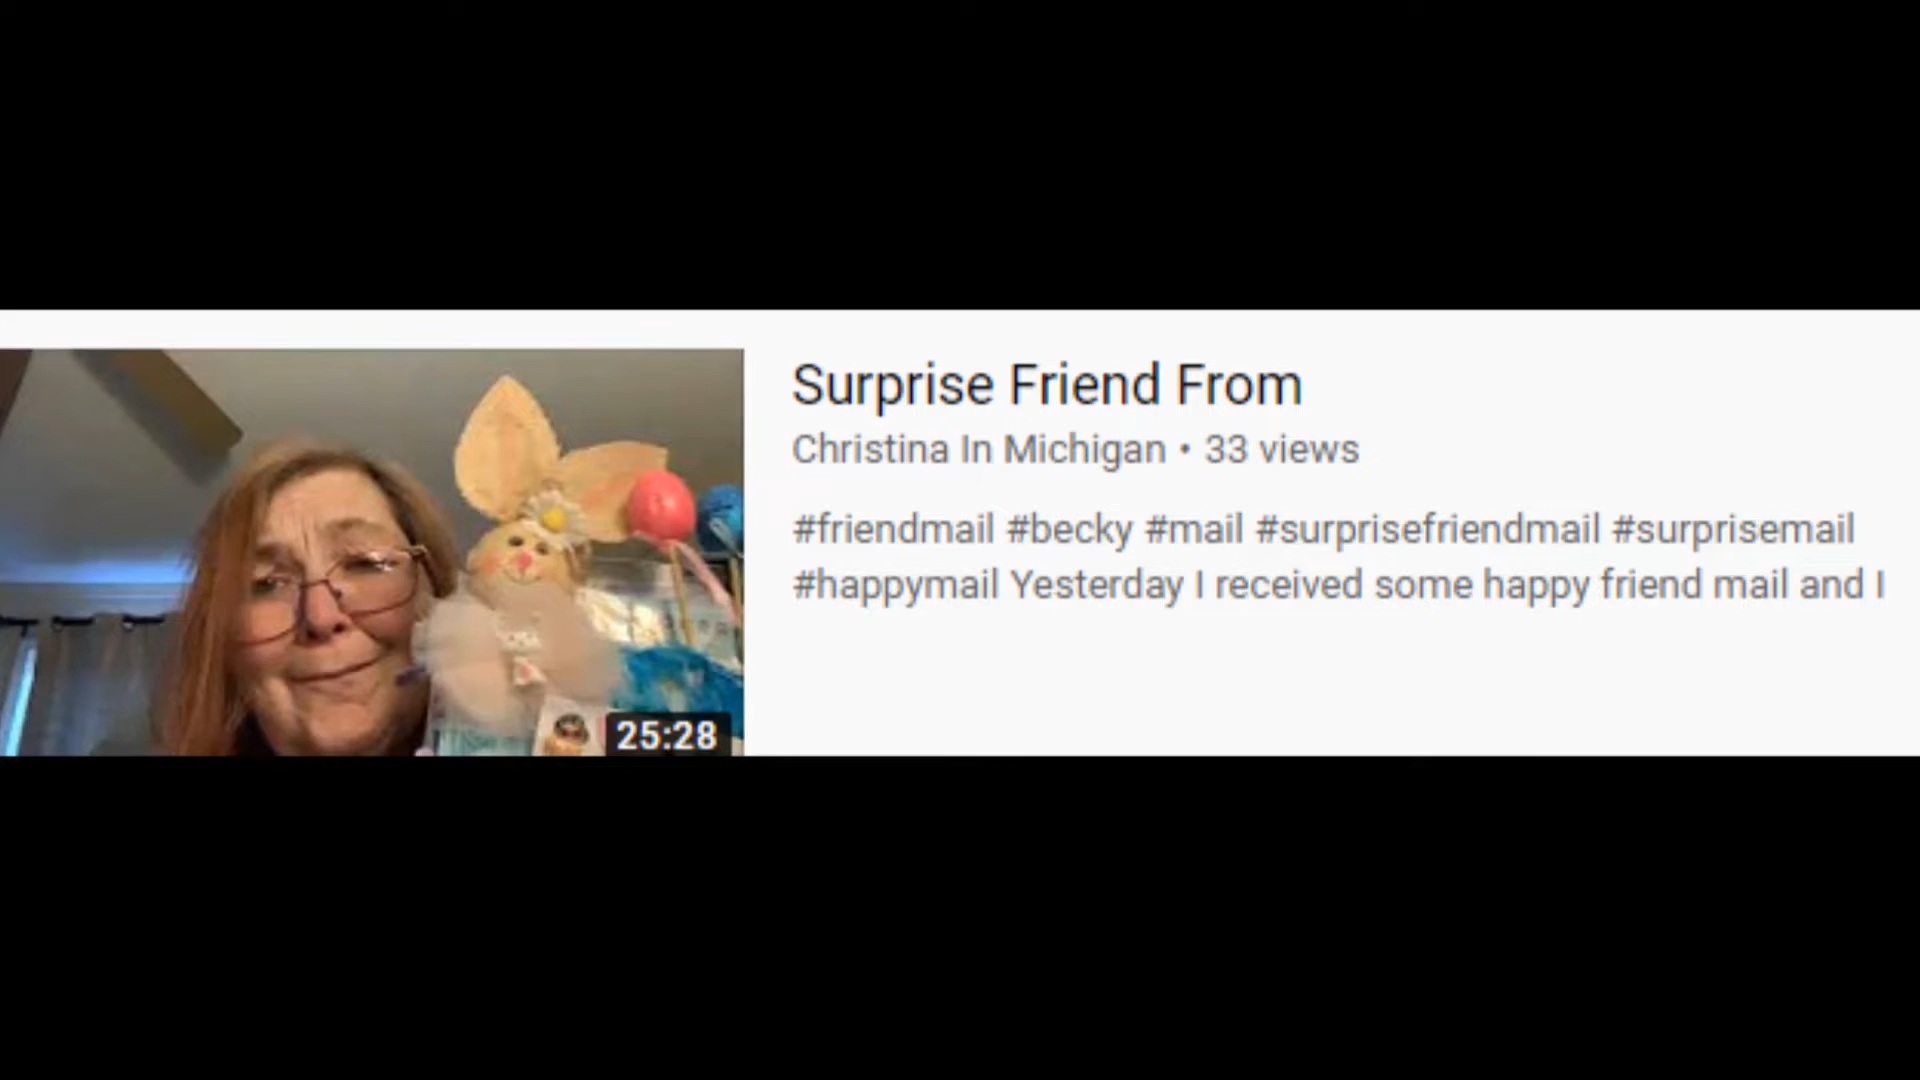 Surprise Friend From
Christina In Michigan • 33 views
#friendmail #becky #mail #surprisefriendmail #surprisemail
#happymail Yesterday I received some happy friend mail and I
25:28